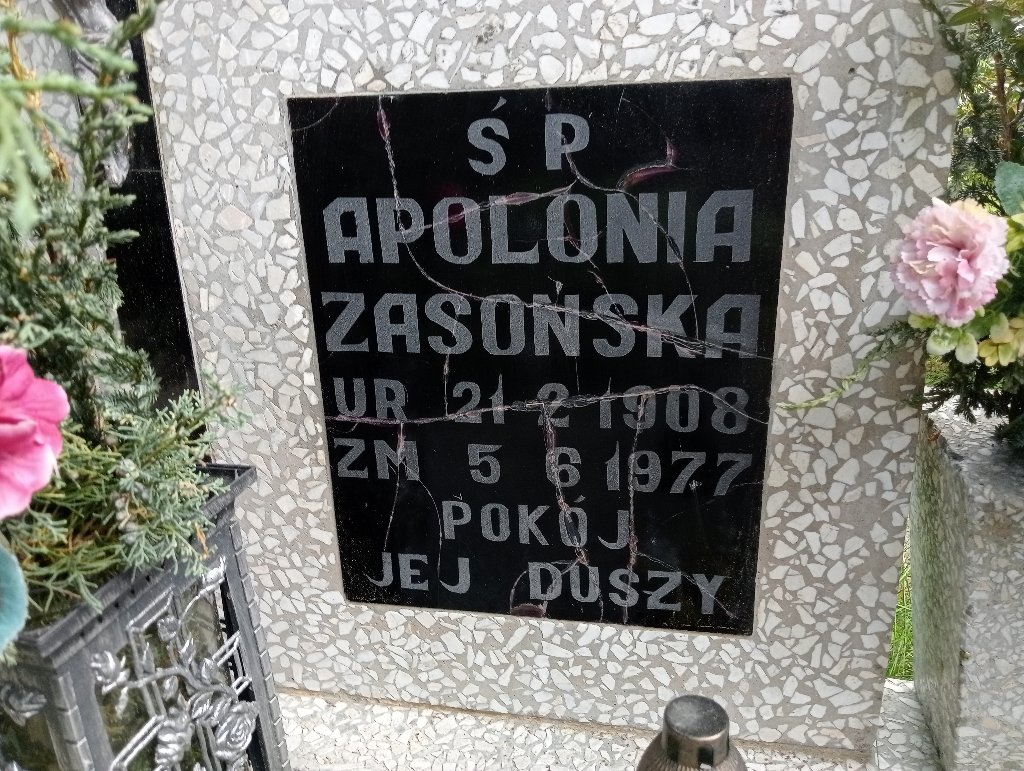 Ś P
APOLONIA
ZASOŃSKA
UR 21 2 1908
ZM 5 6 1977
POKÓJ
JEJ DUSZY